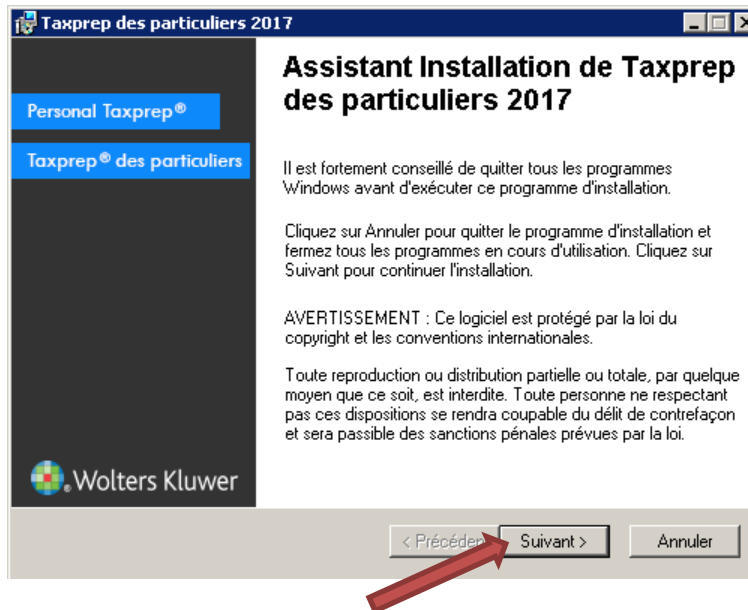 Taxprep des particuliers 2017
Assistant Installation de Taxprep
des particuliers 2017
Personal Taxprep®
Taxprep® des particuliers
Il est fortement conseillé de quitter tous les programmes
Windows avant d'exécuter ce programme d'installation.
Cliquez sur Annuler pour quitter le programme d'installation et
fermez tous les programmes en cours d'utilisation. Cliquez sur
Suivant pour continuer l'installation.
AVERTISSEMENT : Ce logiciel est protégé par la loi du
copyright et les conventions internationales.
Toute reproduction ou distribution partielle ou totale, par quelque
moyen que ce soit, est interdite. Toute personne ne respectant
pas ces dispositions se rendra coupable du délit de contrefaçon
et sera passible des sanctions pénales prévues par la loi.
Wolters Kluwer
< Précéden Suivant > Annuler